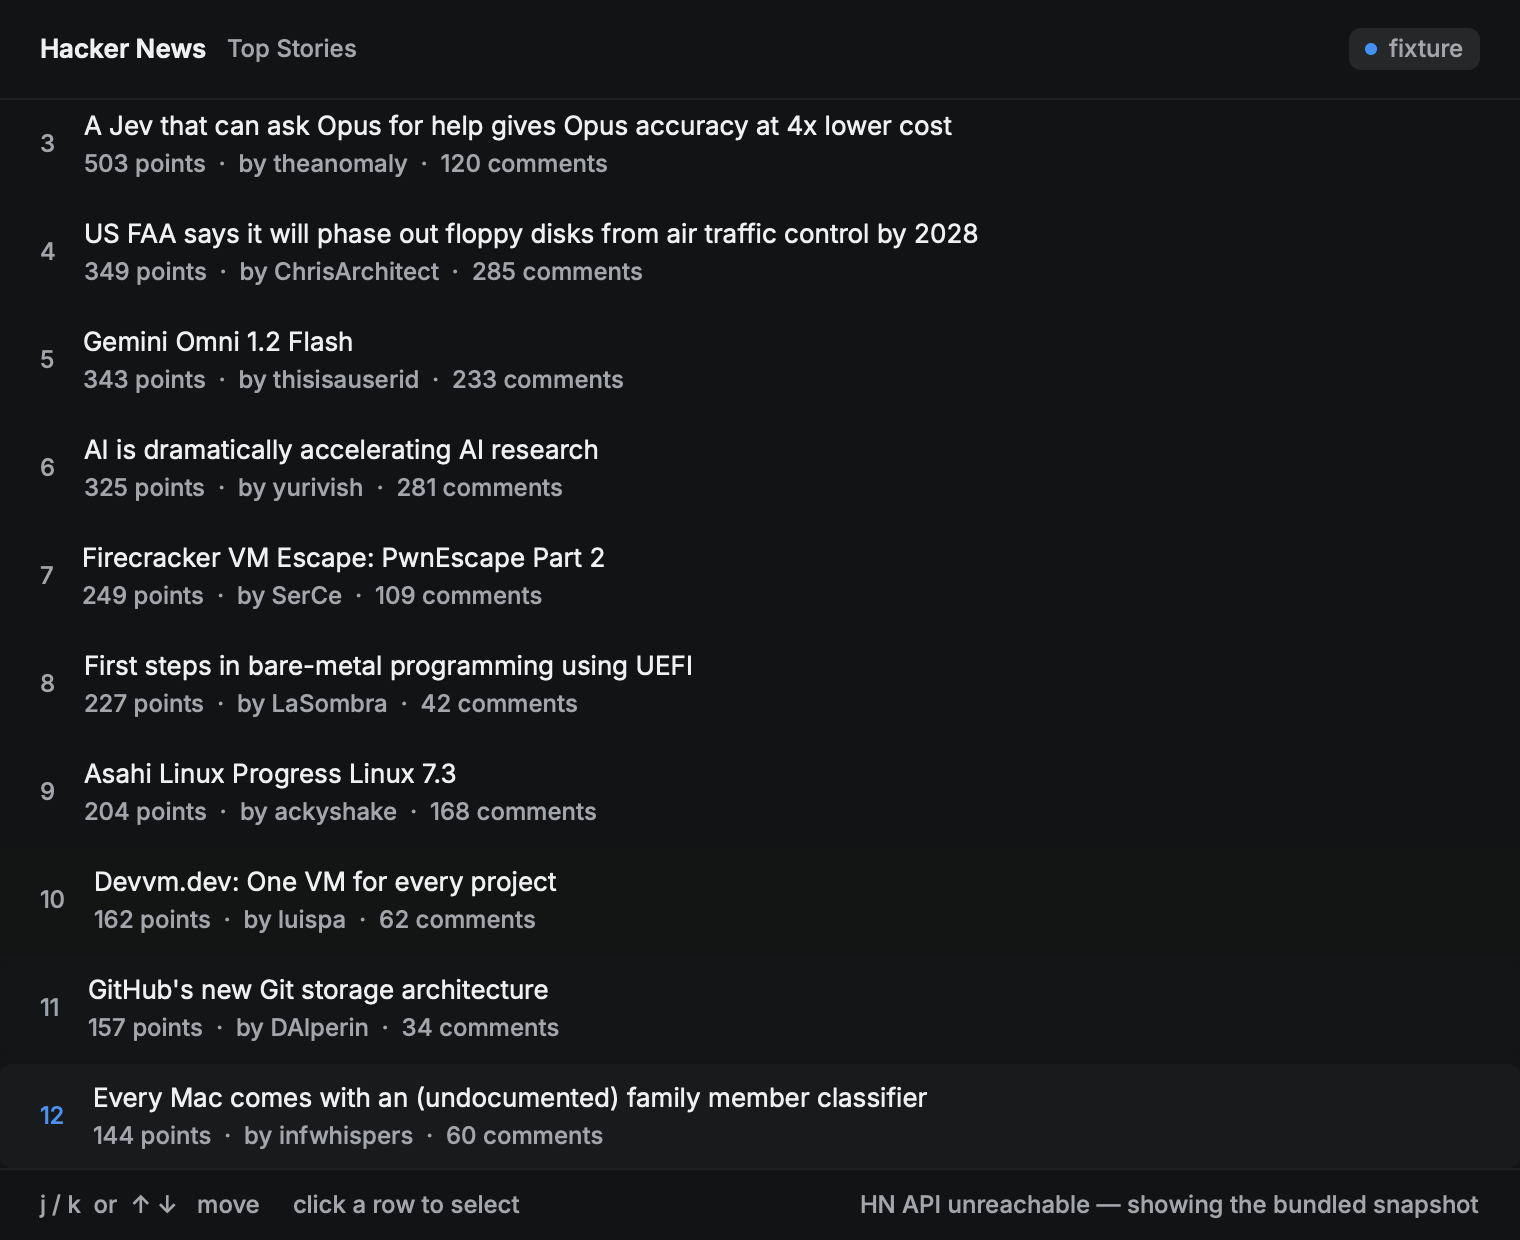 Hacker News Top Stories
fixture
3
A Jev that can ask Opus for help gives Opus accuracy at 4x lower cost
503 points · by theanomaly · 120 comments
4
US FAA says it will phase out floppy disks from air traffic control by 2028
349 points · by ChrisArchitect · 285 comments
5
Gemini Omni 1.2 Flash
343 points · by thisisauserid · 233 comments
6
AI is dramatically accelerating AI research
325 points · by yurivish · 281 comments
7
Firecracker VM Escape: PwnEscape Part 2
249 points · by SerCe · 109 comments
8
First steps in bare-metal programming using UEFI
227 points · by LaSombra · 42 comments
9
Asahi Linux Progress Linux 7.3
204 points · by ackyshake · 168 comments
10
Devvm.dev: One VM for every project
162 points · by luispa · 62 comments
11
GitHub's new Git storage architecture
157 points · by DAlperin · 34 comments
12
Every Mac comes with an (undocumented) family member classifier
144 points · by infwhispers · 60 comments
j / k or ↑ ↓ move click a row to select
HN API unreachable — showing the bundled snapshot